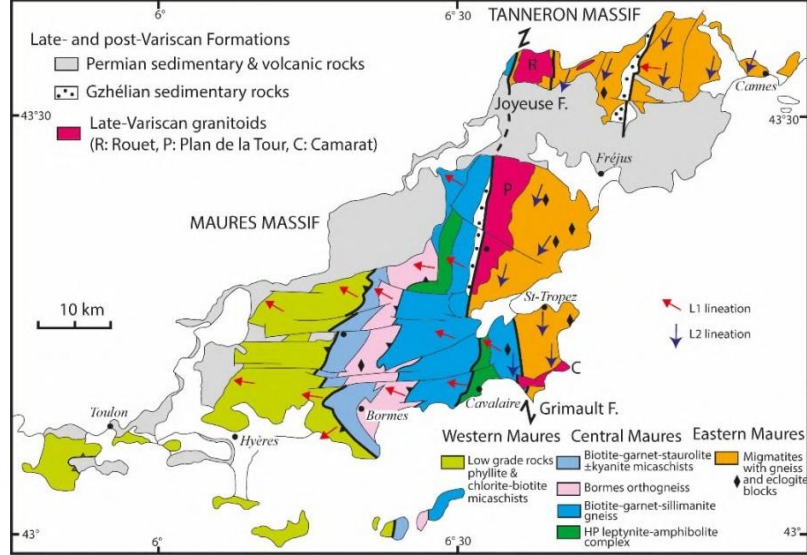 6°
6°30
TANNERON MASSIF
Late- and post-Variscan Formations
Permian sedimentary & volcanic rocks
Gzhélian sedimentary rocks
Late-Variscan granitoids
(R: Rouet, P: Plan de la Tour, C: Camarat)
43°30
43°30
R
Cannes
Joyeuse F.
Fréjus
P
MAURES MASSIF
10 km
St-Tropez
L1 lineation
L2 lineation
C
Toulon
Hyères
Bormes
Cavalaire
Grimault F.
Western Maures
Low grade rocks
phyllite &
chlorite-biotite
micaschists
Central Maures
Biotite-garnet-staurolite
±kyanite micaschists
Bormes orthogneiss
Biotite-garnet-sillimanite
gneiss
HP leptynite-amphibolite
complex
Eastern Maures
Migmatites
with gneiss
and eclogite
blocks
43°
43°
6°
6°30